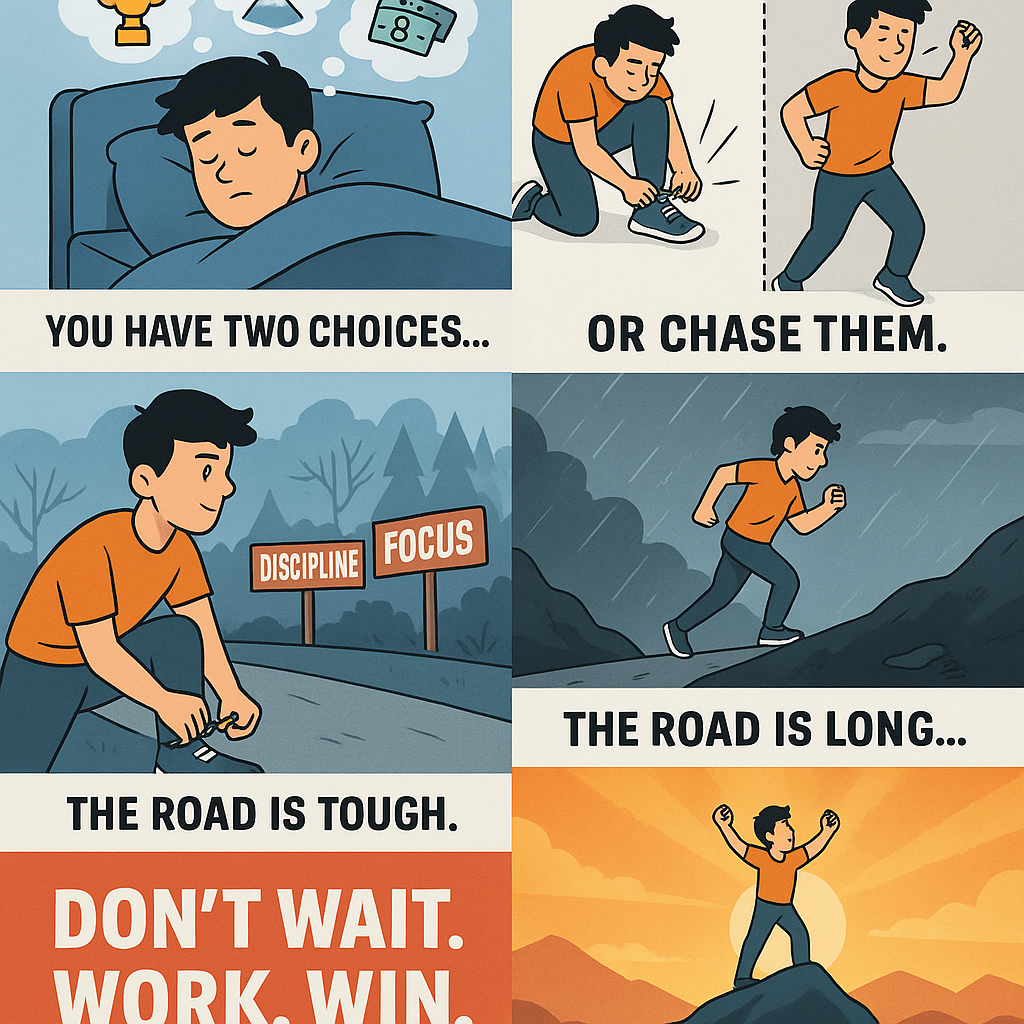 8
YOU HAVE TWO CHOICES...
OR CHASE THEM.
DISCIPLINE
FOCUS
THE ROAD IS TOUGH.
THE ROAD IS LONG...
DON'T WAIT.
WORK. WIN.